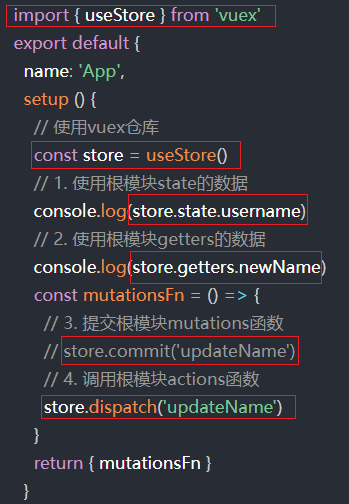 import { useStore } from 'vuex'
export default {
name: 'App',
setup () {
// 使用vuex仓库
const store = useStore()
// 1. 使用根模块state的数据
console.log(store.state.username)
// 2. 使用根模块getters的数据
console.log(store.getters.newName)
const mutationsFn = () => {
// 3. 提交根模块mutations函数
// store.commit('updateName')
// 4. 调用根模块actions函数
store.dispatch('updateName')
}
return { mutationsFn }
}